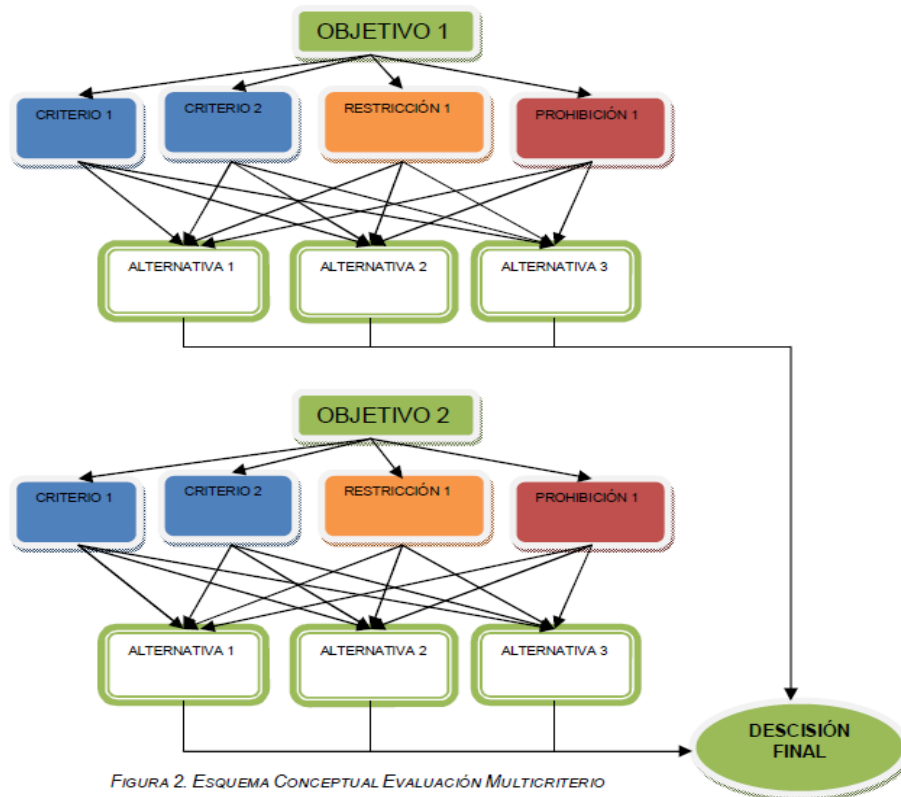 OBJETIVO 1
CRITERIO 1
CRITERIO 2
RESTRICCIÓN 1
PROHIBICIÓN 1
ALTERNATIVA 1
ALTERNATIVA 2
ALTERNATIVA 3
OBJETIVO 2
CRITERIO 1
CRITERIO 2
RESTRICCIÓN 1
PROHIBICIÓN 1
ALTERNATIVA 1
ALTERNATIVA 2
ALTERNATIVA 3
DESCISIÓN
FINAL
FIGURA 2. ESQUEMA CONCEPTUAL EVALUACIÓN MULTICRITERIO